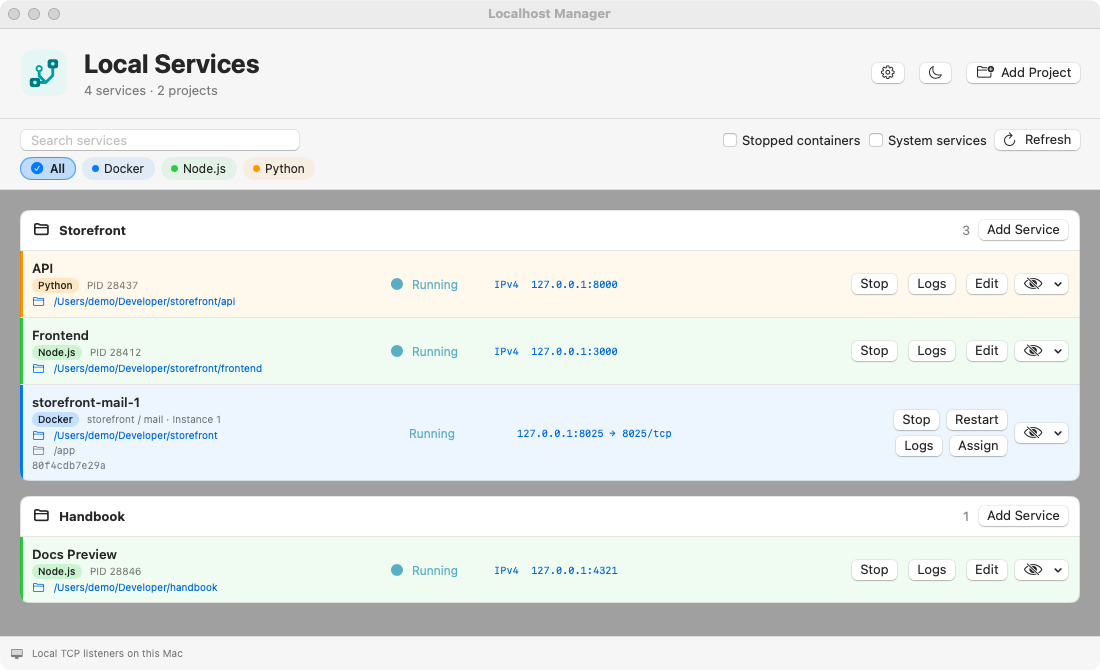 Localhost Manager
Local Services
4 services · 2 projects
Add Project
Search services
Stopped containers
System services
Refresh
All
Docker
Node.js
Python
Storefront
3
Add Service
API
Python PID 28437
/Users/demo/Developer/storefront/api
Running
IPv4 127.0.0.1:8000
Stop
Logs
Edit
Frontend
Node.js PID 28412
/Users/demo/Developer/storefront/frontend
Running
IPv4 127.0.0.1:3000
Stop
Logs
Edit
storefront-mail-1
Docker storefront / mail · Instance 1
/Users/demo/Developer/storefront
/app
80f4cdb7e29a
Running
127.0.0.1:8025 → 8025/tcp
Stop
Restart
Logs
Assign
Handbook
1
Add Service
Docs Preview
Node.js PID 28846
/Users/demo/Developer/handbook
Running
IPv4 127.0.0.1:4321
Stop
Logs
Edit
Local TCP listeners on this Mac